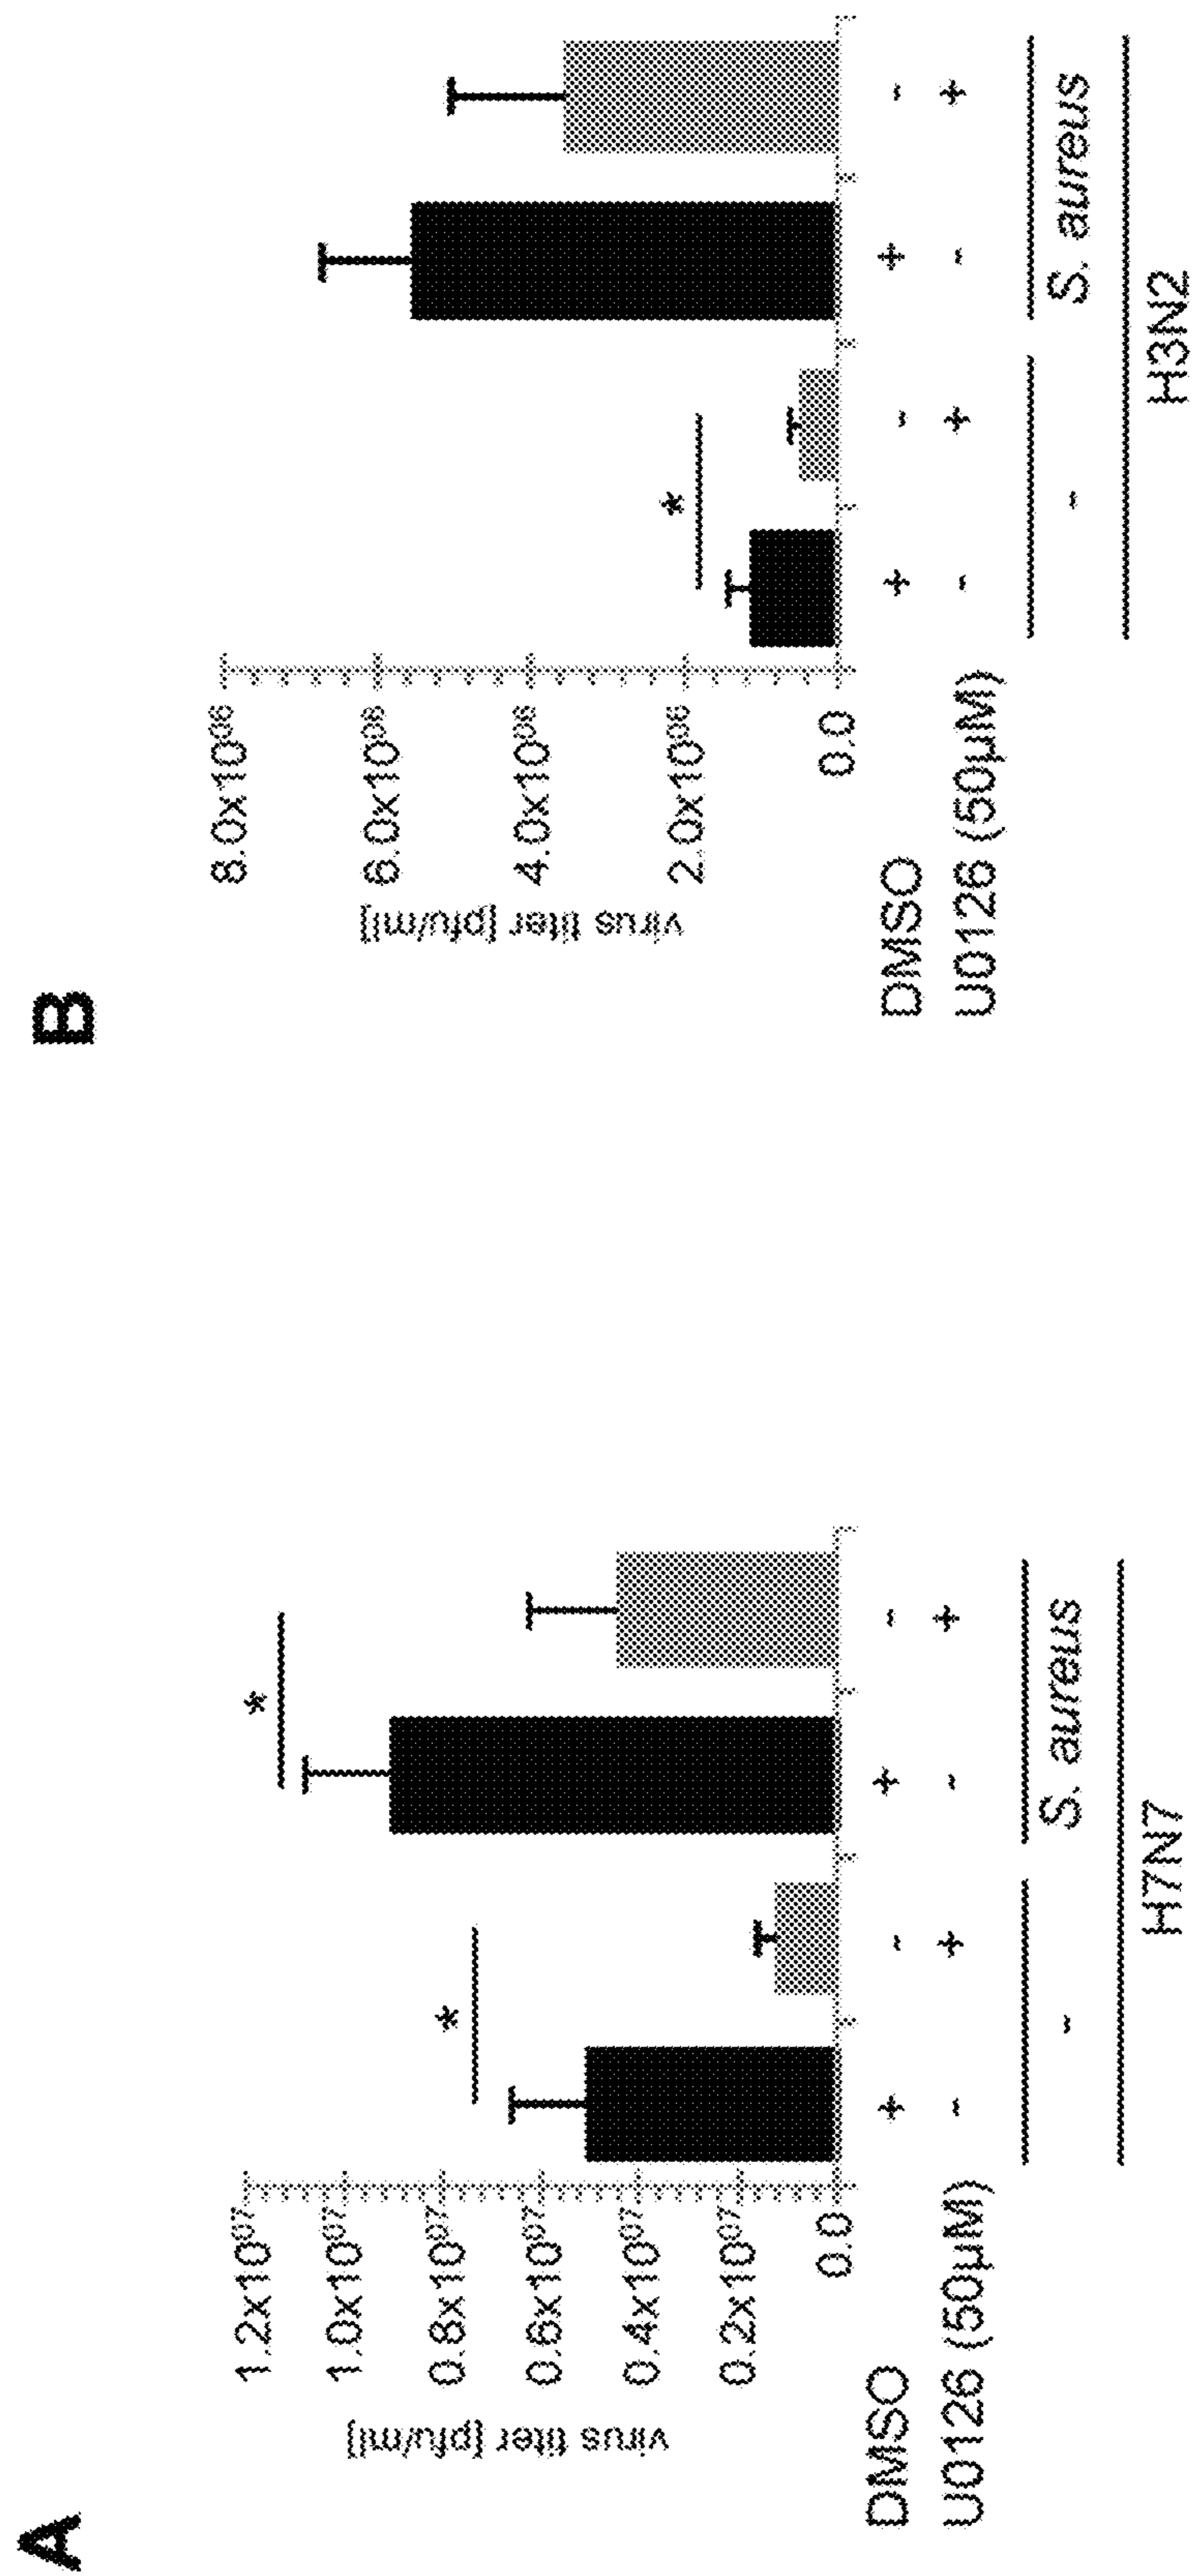 A
virus titer [pfu/ml]
1.2x10⁰⁷
1.0x10⁰⁷
0.8x10⁰⁷
0.6x10⁰⁷
0.4x10⁰⁷
0.2x10⁰⁷
0.0
*
*
DMSO + - + -
U0126 (50µM) - + - +
- S. aureus
H7N7
B
virus titer [pfu/ml]
8.0x10⁰⁶
6.0x10⁰⁶
4.0x10⁰⁶
2.0x10⁰⁶
0.0
*
DMSO + - + -
U0126 (50µM) - + - +
- S. aureus
H3N2